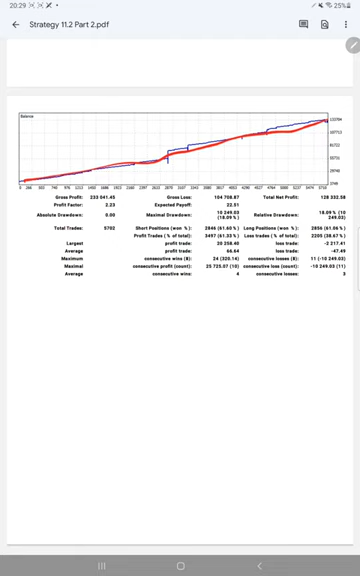 20:29
25%
Strategy 11.2 Part 2.pdf
Balance
Gross Profit: 233 041.45 Gross Loss: 104 708.87 Total Net Profit: 128 332.58
Profit Factor: 2.23 Expected Payoff: 22.51
Absolute Drawdown: 0.00 Maximal Drawdown: 10 249.03 (18.09%) Relative Drawdown: 18.09% (10 249.03)
Total Trades: 5702 Short Positions (won %): 2846 (61.60%) Long Positions (won %): 2856 (61.06%)
Profit Trades (% of total): 3497 (61.33%) Loss trades (% of total): 2205 (38.67%)
Largest profit trade: 20 258.40 loss trade: -2 217.41
Average profit trade: 66.64 loss trade: -47.49
Maximum consecutive wins ($): 24 (320.14) consecutive losses ($): 11 (-10 249.03)
Maximal consecutive profit (count): 25 725.07 (10) consecutive loss (count): -10 249.03 (11)
Average consecutive wins: 4 consecutive losses: 3